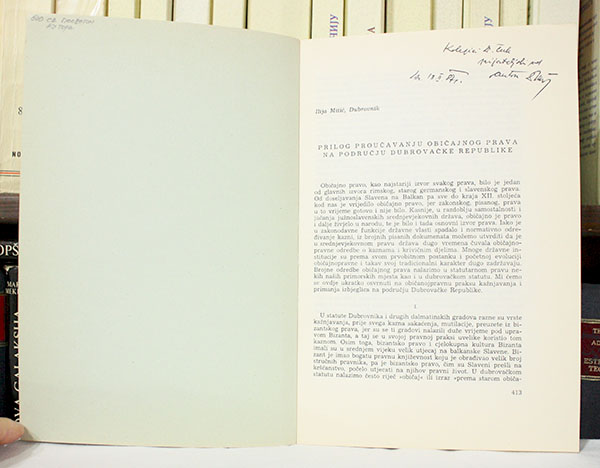 Ilija Mitić, Dubrovnik
PRILOG PROUČAVANJU OBIČAJNOG PRAVA
NA PODRUČJU DUBROVAČKE REPUBLIKE
Običajno pravo, kao najstariji izvor svakog prava, bilo je jedan
od glavnih izvora rimskog, starog germanskog i slavenskog prava.
Od doseljavanja Slavena na Balkan pa sve do kraja XII. stoljeća
kod nas je vrijedilo običajno pravo, jer zakonskog, pisanog, prava
u to vrijeme gotovo i nije bilo. Kasnije, u razdoblju samostalnosti i
jačanja južnoslavenskih srednjovjekovnih država, običajno je pravo
i dalje živjelo u narodu, te je bilo i tada osnovni izvor prava. Iako je
u zakonodavne funkcije državne vlasti spadalo i normativno odre-
đivanje kazni, iz brojnih pisanih dokumenata možemo utvrditi da je
u srednjovjekovnom pravu država dugo vremena čuvala običajno-
pravne odredbe o kaznama i krivičnim djelima. Mnoge državne in-
stitucije su prema svom prvobitnom postanku i početnoj evoluciji
običajnopravne i takav svoj tradicionalni karakter dugo zadržavaju.
Brojne odredbe običajnog prava nalazimo u statutarnom pravu ne-
kih naših primorskih mjesta kao i u dubrovačkom statutu. Mi ćemo
se ovdje ukratko osvrnuti na običajnopravnu praksu kažnjavanja i
primanja izbjeglica na području Dubrovačke Republike.
I.
U statute Dubrovnika i drugih dalmatinskih gradova razne su vrste
kažnjavanja, prije svega kazna sakaćenja, mutilacije, preuzete iz bi-
zantskog prava, jer su se ti gradovi nalazili duže vrijeme pod upra-
vom Bizanta, a taj se u svojoj pravnoj praksi uvelike koristio tom
kaznom. Osim toga, bizantsko pravo i cjelokupna kultura Bizanta
imali su u srednjem vijeku velik utjecaj na balkanske Slavene. Bi-
zant je imao bogatu pravnu književnost koju je obrađivao velik broj
stručnih pravnika, pa je bizantsko pravo, čim su Slaveni prešli na
kršćanstvo, počelo utjecati na njihov pravni život. U dubrovačkom
statutu nalazimo često riječ »običaj« ili izraz »prema starom običa-
413